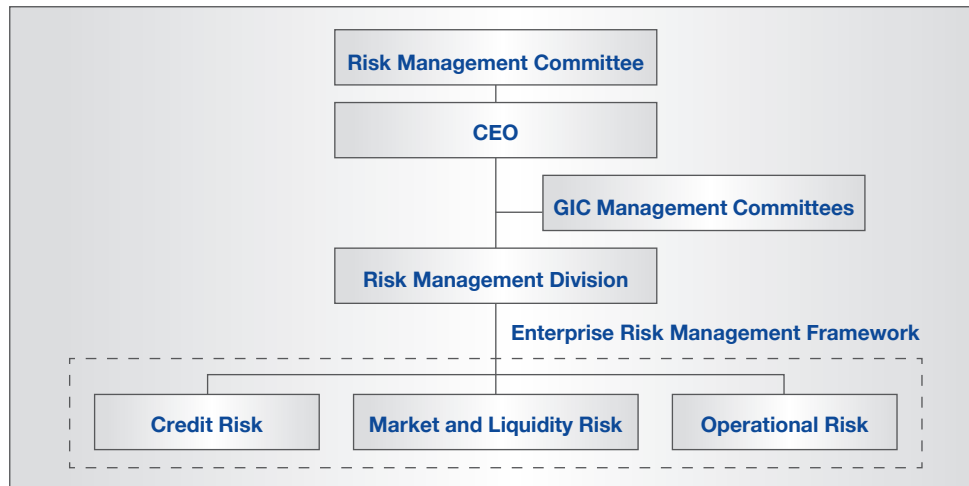 Risk Management Committee
CEO
GIC Management Committees
Risk Management Division
Enterprise Risk Management Framework
Credit Risk
Market and Liquidity Risk
Operational Risk